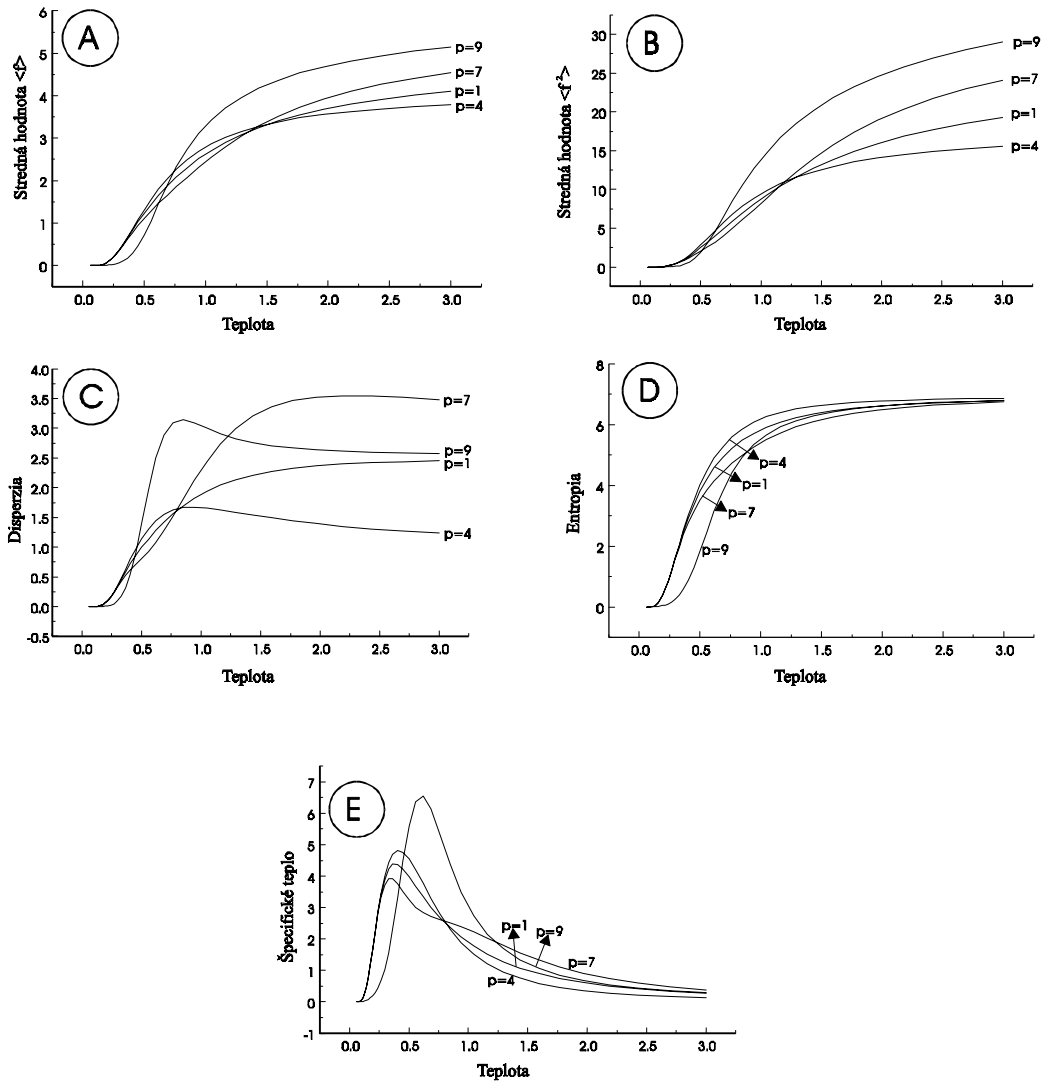 A
Stredná hodnota <f>
6
5
4
3
2
1
0
p=9
p=7
p=1
p=4
0.0 0.5 1.0 1.5 2.0 2.5 3.0
Teplota
B
Stredná hodnota <f²>
30
25
20
15
10
5
0
p=9
p=7
p=1
p=4
0.0 0.5 1.0 1.5 2.0 2.5 3.0
Teplota
C
Disperzia
4.0
3.5
3.0
2.5
2.0
1.5
1.0
0.5
0.0
-0.5
p=7
p=9
p=1
p=4
0.0 0.5 1.0 1.5 2.0 2.5 3.0
Teplota
D
Entropia
8
6
4
2
0
p=4
p=1
p=7
p=9
0.0 0.5 1.0 1.5 2.0 2.5 3.0
Teplota
E
Špecifické teplo
7
6
5
4
3
2
1
0
-1
p=1
p=9
p=7
p=4
0.0 0.5 1.0 1.5 2.0 2.5 3.0
Teplota